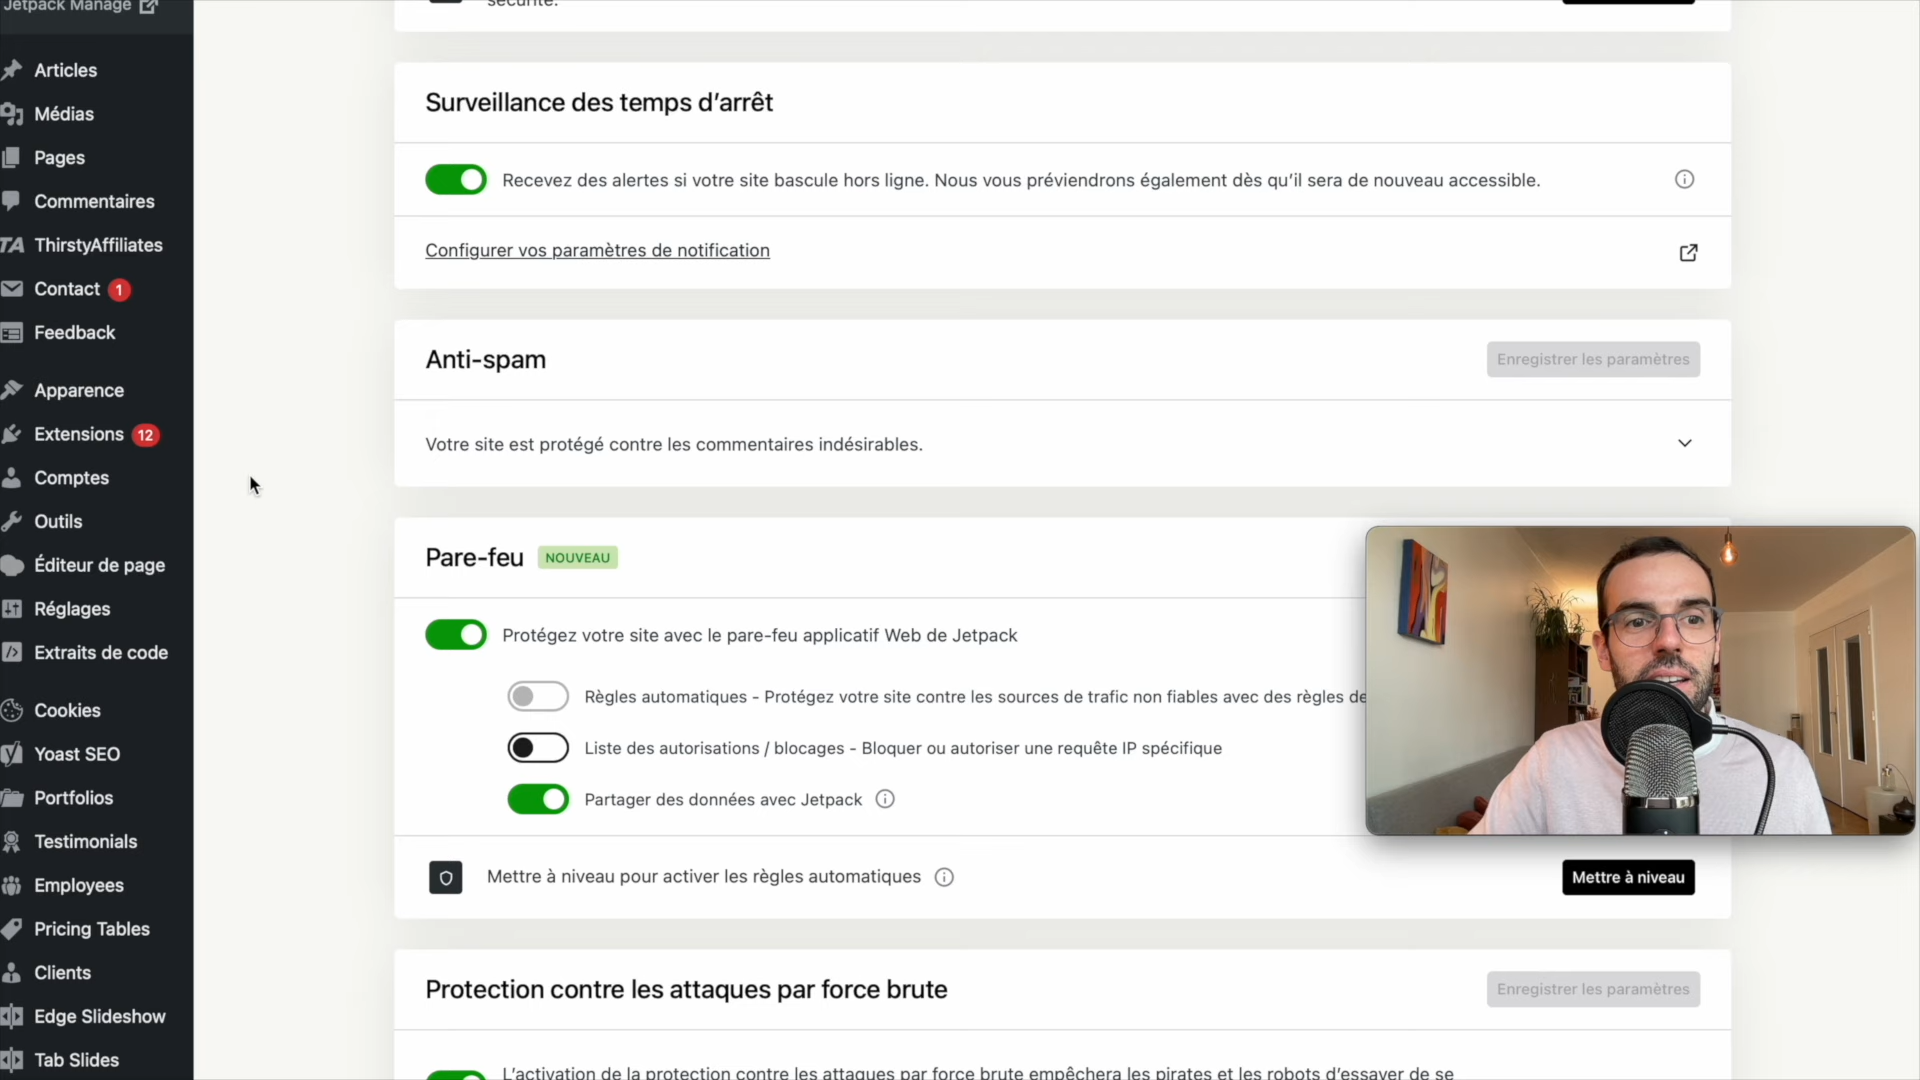 Jetpack Manage
sécurité.
Articles
Médias
Pages
Commentaires
TA ThirstyAffiliates
Contact 1
Feedback
Apparence
Extensions 12
Comptes
Outils
Éditeur de page
Réglages
Extraits de code
Cookies
Yoast SEO
Portfolios
Testimonials
Employees
Pricing Tables
Clients
Edge Slideshow
Tab Slides
Surveillance des temps d’arrêt
Recevez des alertes si votre site bascule hors ligne. Nous vous préviendrons également dès qu’il sera de nouveau accessible.
Configurer vos paramètres de notification
Anti-spam
Enregistrer les paramètres
Votre site est protégé contre les commentaires indésirables.
Pare-feu NOUVEAU
Protégez votre site avec le pare-feu applicatif Web de Jetpack
Règles automatiques - Protégez votre site contre les sources de trafic non fiables avec des règles de
Liste des autorisations / blocages - Bloquer ou autoriser une requête IP spécifique
Partager des données avec Jetpack
Mettre à niveau pour activer les règles automatiques
Mettre à niveau
Protection contre les attaques par force brute
Enregistrer les paramètres
L’activation de la protection contre les attaques par force brute empêchera les pirates et les robots d’essayer de se